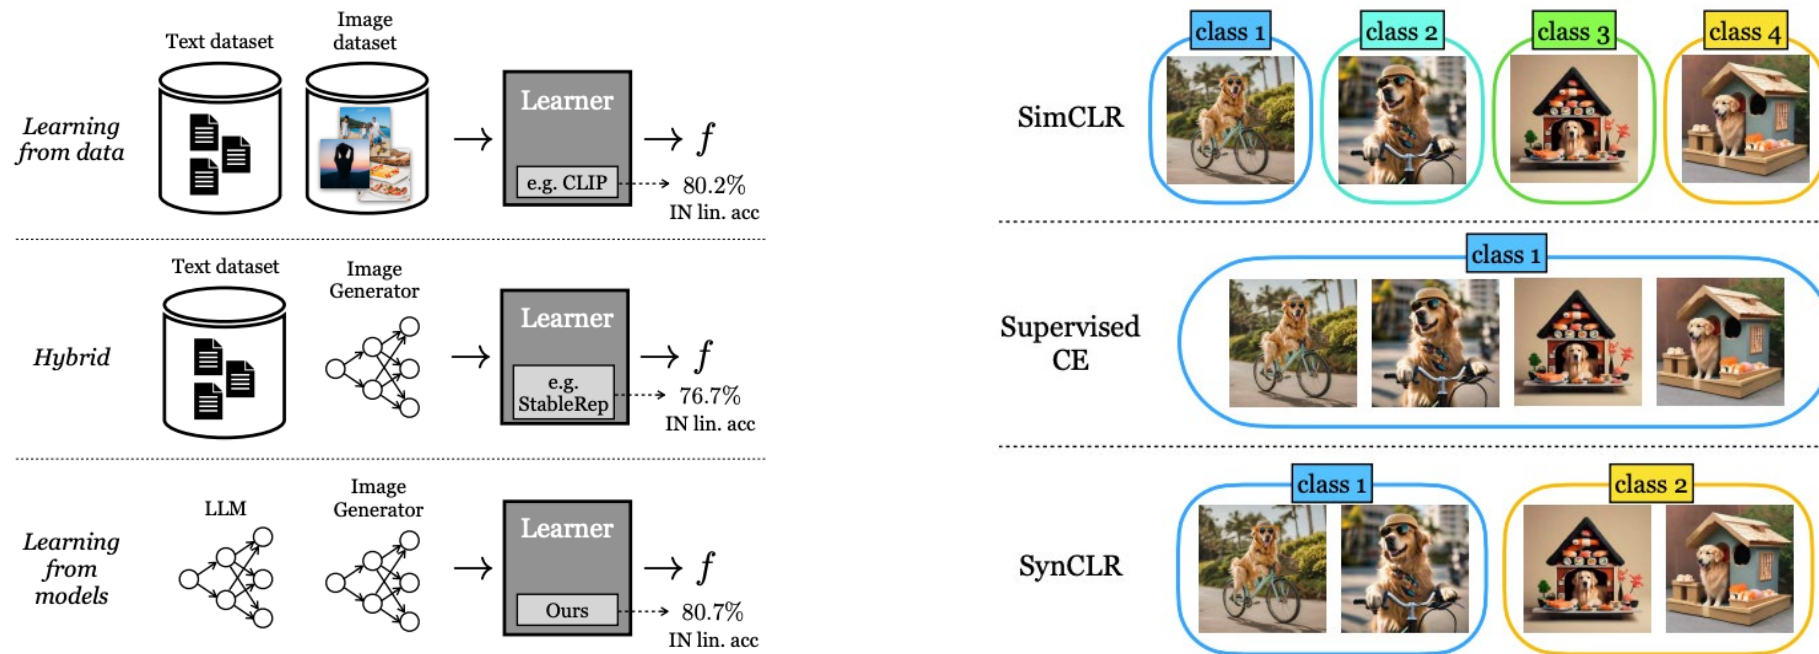 Text dataset
Image
dataset
Learning
from data
Learner
e.g. CLIP
f
80.2%
IN lin. acc
Text dataset
Image
Generator
Hybrid
Learner
e.g.
StableRep
f
76.7%
IN lin. acc
LLM
Image
Generator
Learning
from
models
Learner
Ours
f
80.7%
IN lin. acc
SimCLR
class 1
class 2
class 3
class 4
Supervised
CE
class 1
SynCLR
class 1
class 2